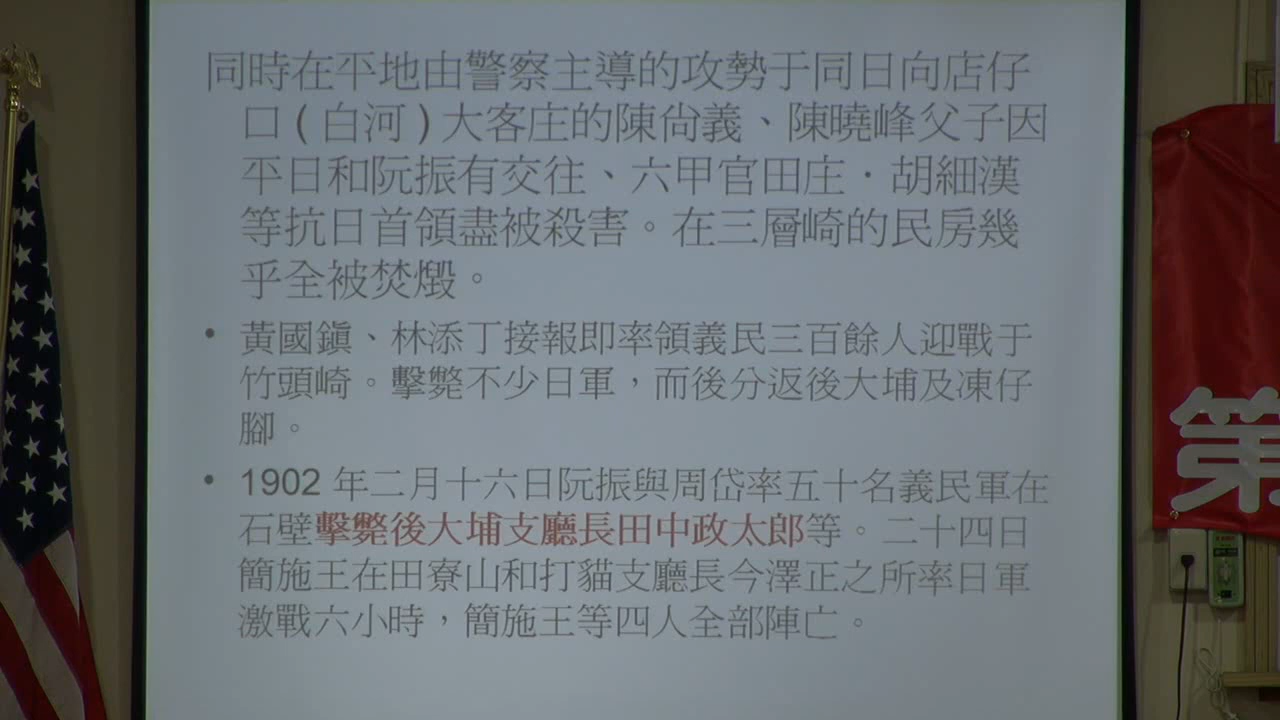 同時在平地由警察主導的攻勢于同日向店仔
口(白河)大客庄的陳尚義、陳曉峰父子因
平日和阮振有交往、六甲官田庄．胡細漢
等抗日首領盡被殺害。在三層崎的民房幾
乎全被焚燬。
• 黃國鎮、林添丁接報即率領義民三百餘人迎戰于
竹頭崎。擊斃不少日軍，而後分返後大埔及凍仔
腳。
• 1902 年二月十六日阮振與周岱率五十名義民軍在
石壁擊斃後大埔支廳長田中政太郎等。二十四日
簡施王在田寮山和打貓支廳長今澤正之所率日軍
激戰六小時，簡施王等四人全部陣亡。
第